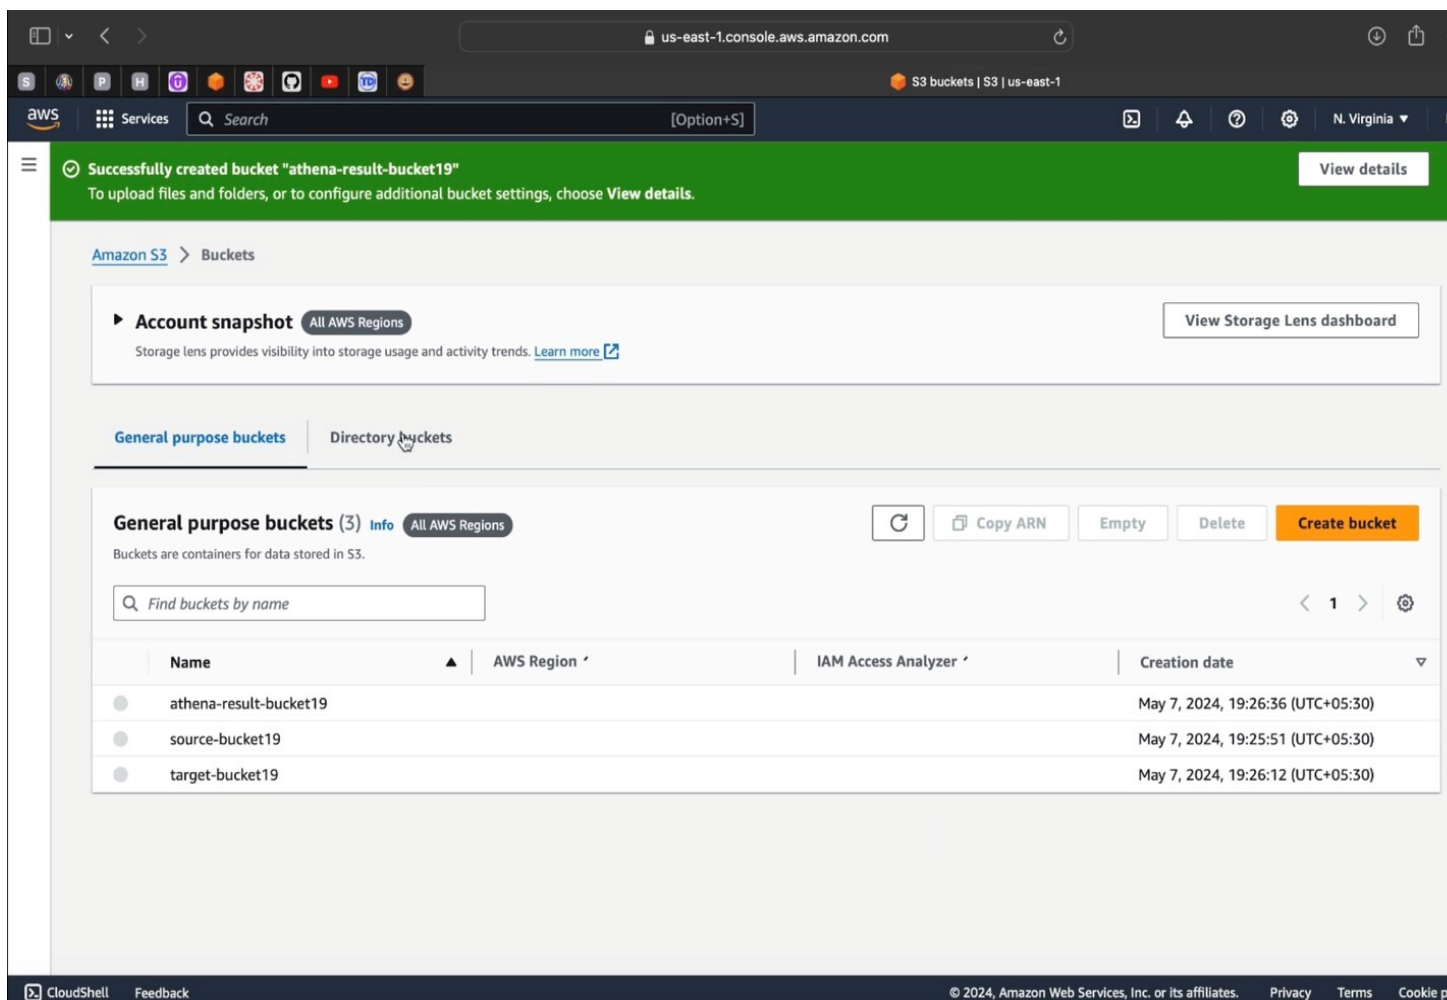 us-east-1.console.aws.amazon.com
S P H TD S3 buckets | S3 | us-east-1
aws Services Search [Option+S] N. Virginia ▼
Successfully created bucket "athena-result-bucket19" View details
To upload files and folders, or to configure additional bucket settings, choose View details.
Amazon S3 > Buckets
Account snapshot All AWS Regions View Storage Lens dashboard
Storage lens provides visibility into storage usage and activity trends. Learn more
General purpose buckets Directory buckets
General purpose buckets (3) Info All AWS Regions Copy ARN Empty Delete Create bucket
Buckets are containers for data stored in S3.
Find buckets by name < 1 >
Name AWS Region IAM Access Analyzer Creation date
athena-result-bucket19 May 7, 2024, 19:26:36 (UTC+05:30)
source-bucket19 May 7, 2024, 19:25:51 (UTC+05:30)
target-bucket19 May 7, 2024, 19:26:12 (UTC+05:30)
CloudShell Feedback © 2024, Amazon Web Services, Inc. or its affiliates. Privacy Terms Cookie